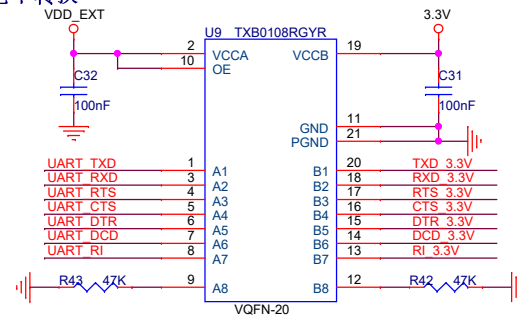 VDD_EXT
3.3V
U9 TXB0108RGYR
2 VCCA VCCB 19
10 OE
C32
100nF
C31
100nF
GND 11
PGND 21
UART_TXD 1 A1 B1 20 TXD_3.3V
UART_RXD 3 A2 B2 18 RXD_3.3V
UART_RTS 4 A3 B3 17 RTS_3.3V
UART_CTS 5 A4 B4 16 CTS_3.3V
UART_DTR 6 A5 B5 15 DTR_3.3V
UART_DCD 7 A6 B6 14 DCD_3.3V
UART_RI 8 A7 B7 13 RI_3.3V
R43 47K 9 A8 B8 12 R42 47K
VQFN-20